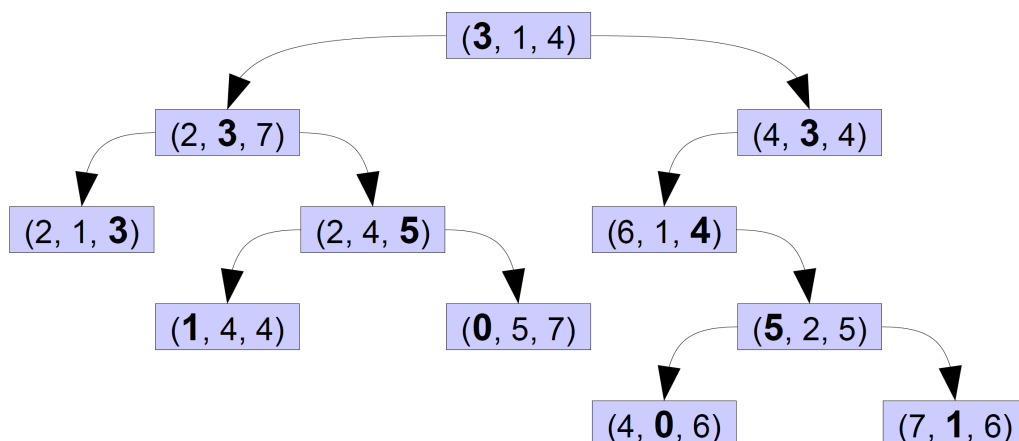 (3, 1, 4)
(2, 3, 7)
(4, 3, 4)
(2, 1, 3)
(2, 4, 5)
(6, 1, 4)
(1, 4, 4)
(0, 5, 7)
(5, 2, 5)
(4, 0, 6)
(7, 1, 6)